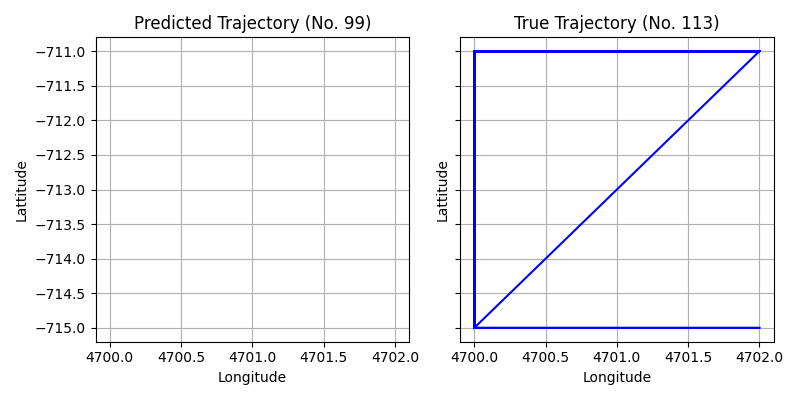 Predicted Trajectory (No. 99)
True Trajectory (No. 113)
Lattitude
−711.0
−711.5
−712.0
−712.5
−713.0
−713.5
−714.0
−714.5
−715.0
4700.0 4700.5 4701.0 4701.5 4702.0
Longitude
Lattitude
4700.0 4700.5 4701.0 4701.5 4702.0
Longitude